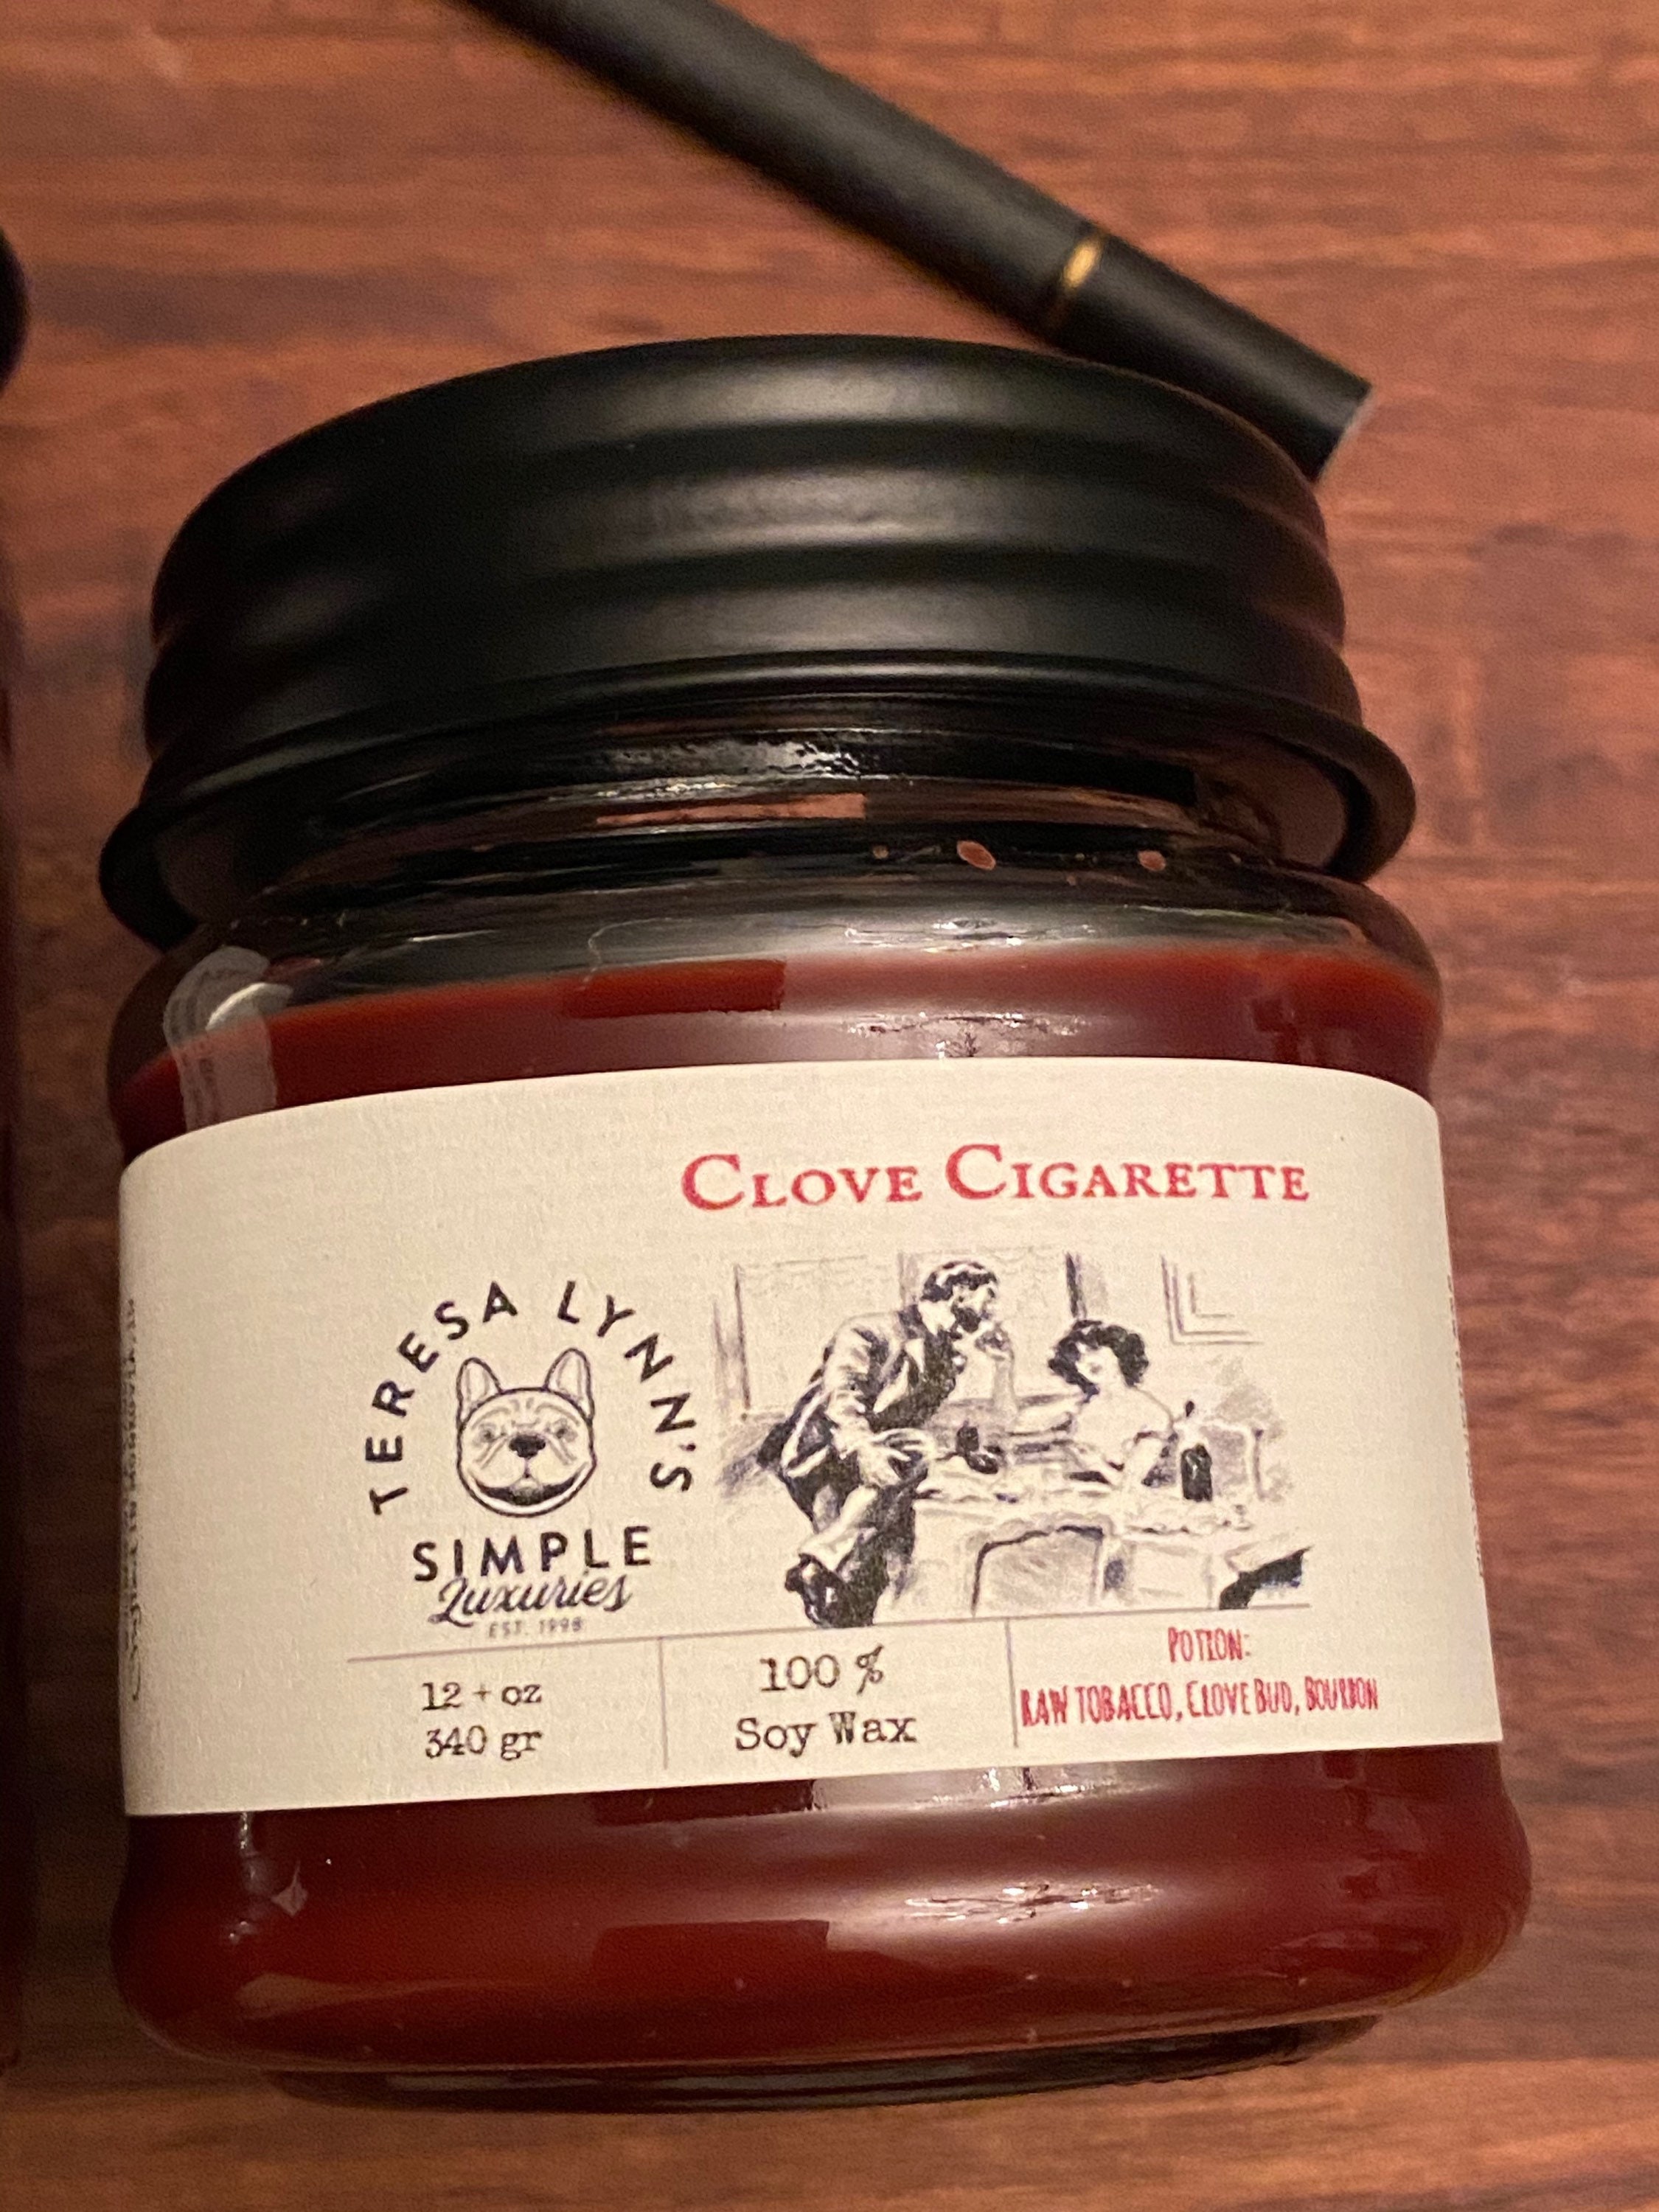 CLOVE CIGARETTE
TERESA LYNN'S
SIMPLE
Luxuries
EST. 1998
12 + oz
340 gr
100 %
Soy Wax
POTION:
RAW TOBACCO, CLOVE BUD, BOURBON